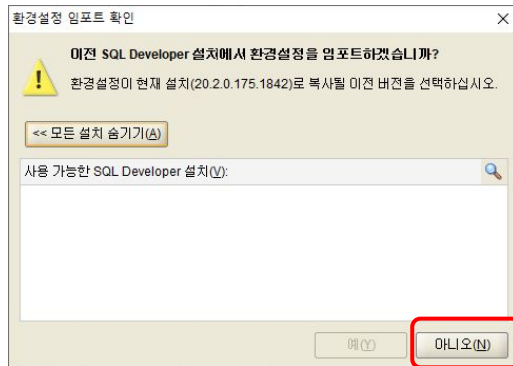 환경설정 임포트 확인
이전 SQL Developer 설치에서 환경설정을 임포트하겠습니까?
환경설정이 현재 설치(20.2.0.175.1842)로 복사될 이전 버전을 선택하십시오.
<< 모든 설치 숨기기(A)
사용 가능한 SQL Developer 설치(V):
예(Y) 아니오(N)